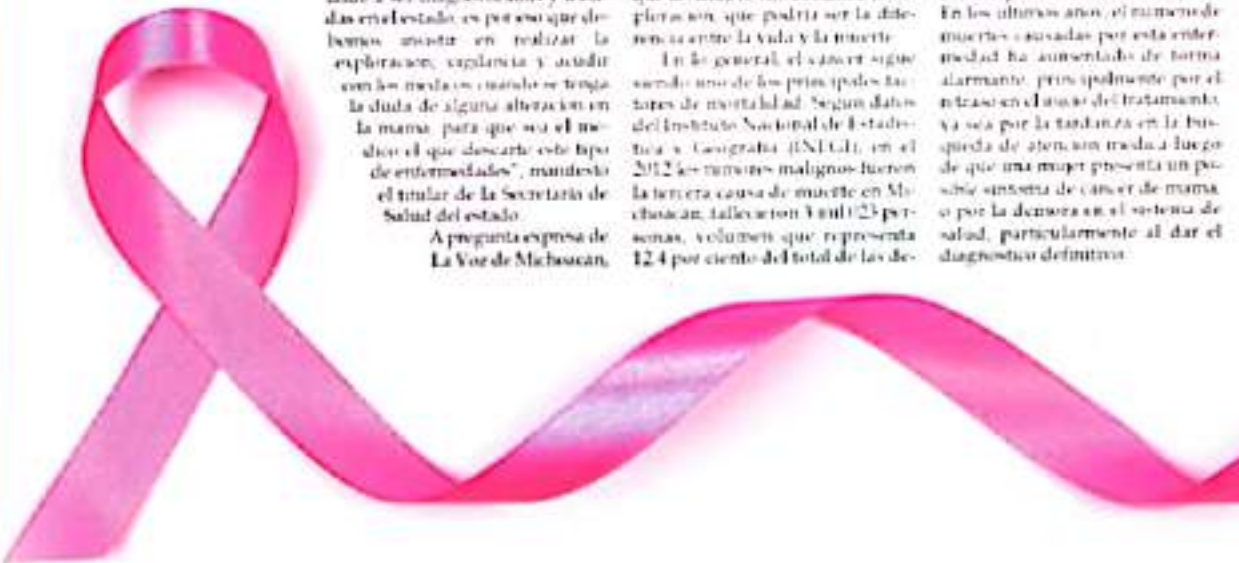 das en el estado, es por eso que de-
bemos insistir en realizar la
exploración, vigilancia y acudir
con los médicos cuando se tenga
la duda de alguna alteración en
la mama, para que sea el mé-
dico el que descarte este tipo
de enfermedades", manifestó
el titular de la Secretaría de
Salud del estado.
A pregunta expresa de
La Voz de Michoacán,
ploración, que podría ser la dife-
rencia entre la vida y la muerte.
En lo general, el cáncer sigue
siendo uno de los principales fac-
tores de mortalidad. Según datos
del Instituto Nacional de Estadís-
tica y Geografía (INEGI), en el
2012 los tumores malignos fueron
la tercera causa de muerte en Mi-
choacán, fallecieron 3 mil 023 per-
sonas, volumen que representa
12.4 por ciento del total de las de-
En los últimos años, el número de
muertes causadas por esta enfer-
medad ha aumentado de forma
alarmante, principalmente por el
retraso en el inicio del tratamiento,
ya sea por la tardanza en la bús-
queda de atención médica luego
de que una mujer presenta un po-
sible síntoma de cáncer de mama,
o por la demora en el sistema de
salud, particularmente al dar el
diagnóstico definitivo.